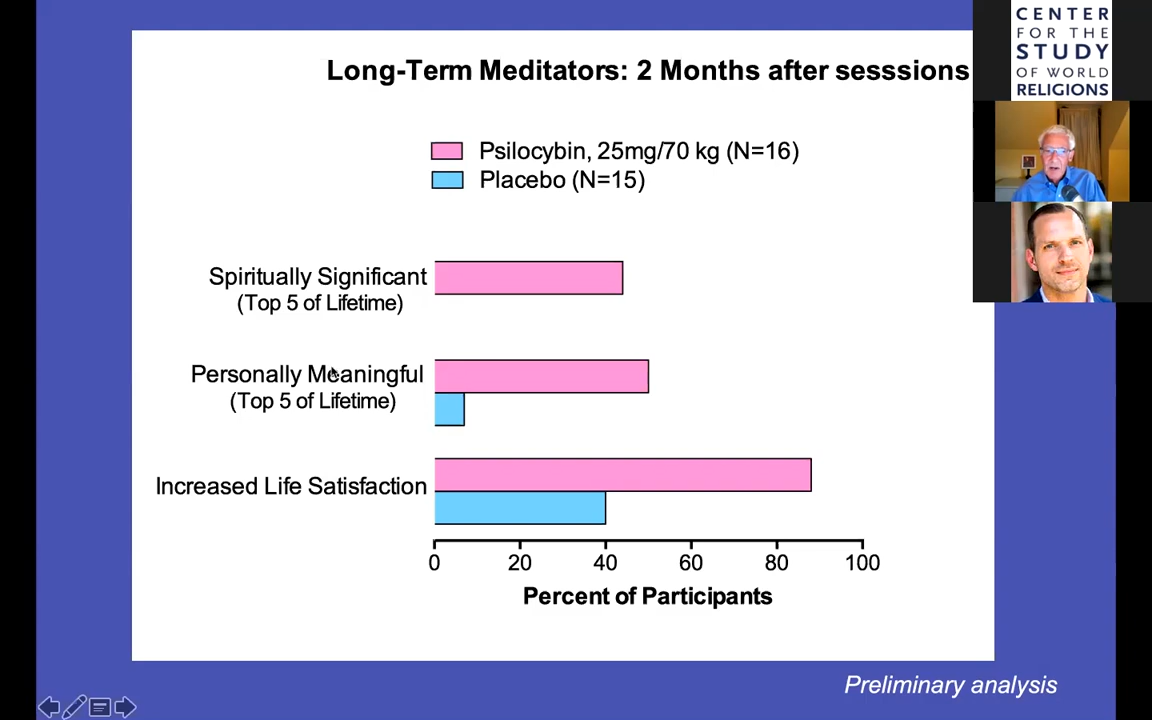 CENTER
FOR THE
STUDY
OF WORLD
RELIGIONS
Long-Term Meditators: 2 Months after sesssions
Psilocybin, 25mg/70 kg (N=16)
Placebo (N=15)
Spiritually Significant
(Top 5 of Lifetime)
Personally Meaningful
(Top 5 of Lifetime)
Increased Life Satisfaction
0 20 40 60 80 100
Percent of Participants
Preliminary analysis